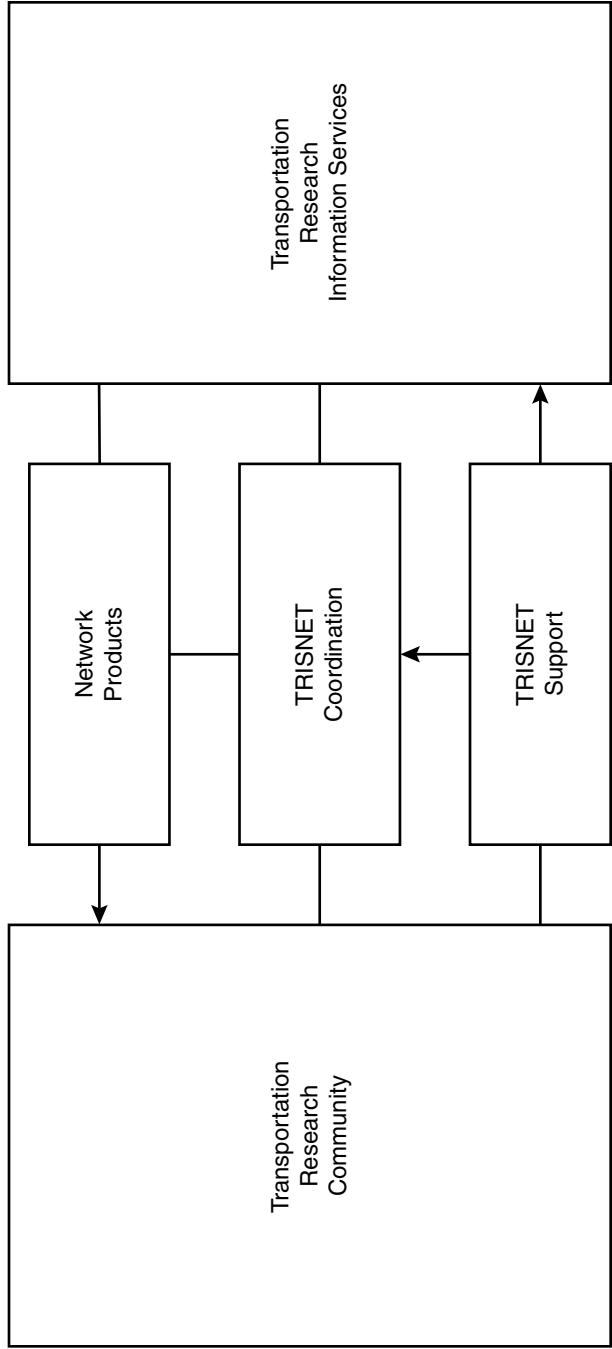 Transportation
Research
Community
Network
Products
TRISNET
Coordination
TRISNET
Support
Transportation
Research
Information Services